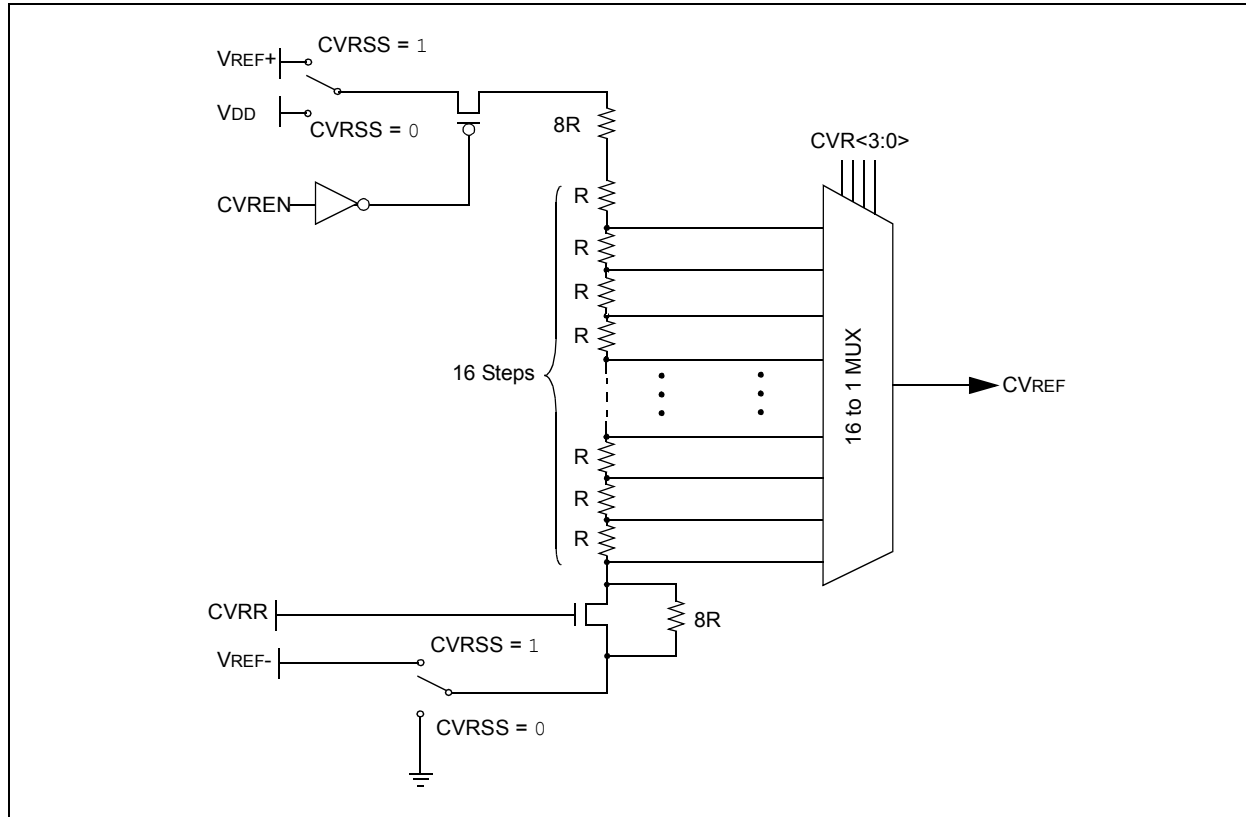 CVRSS = 1
VREF+
VDD
CVRSS = 0
8R
CVREN
CVR<3:0>
R
R
R
R
16 Steps
16 to 1 MUX
CVREF
R
R
R
CVRR
8R
CVRSS = 1
VREF-
CVRSS = 0